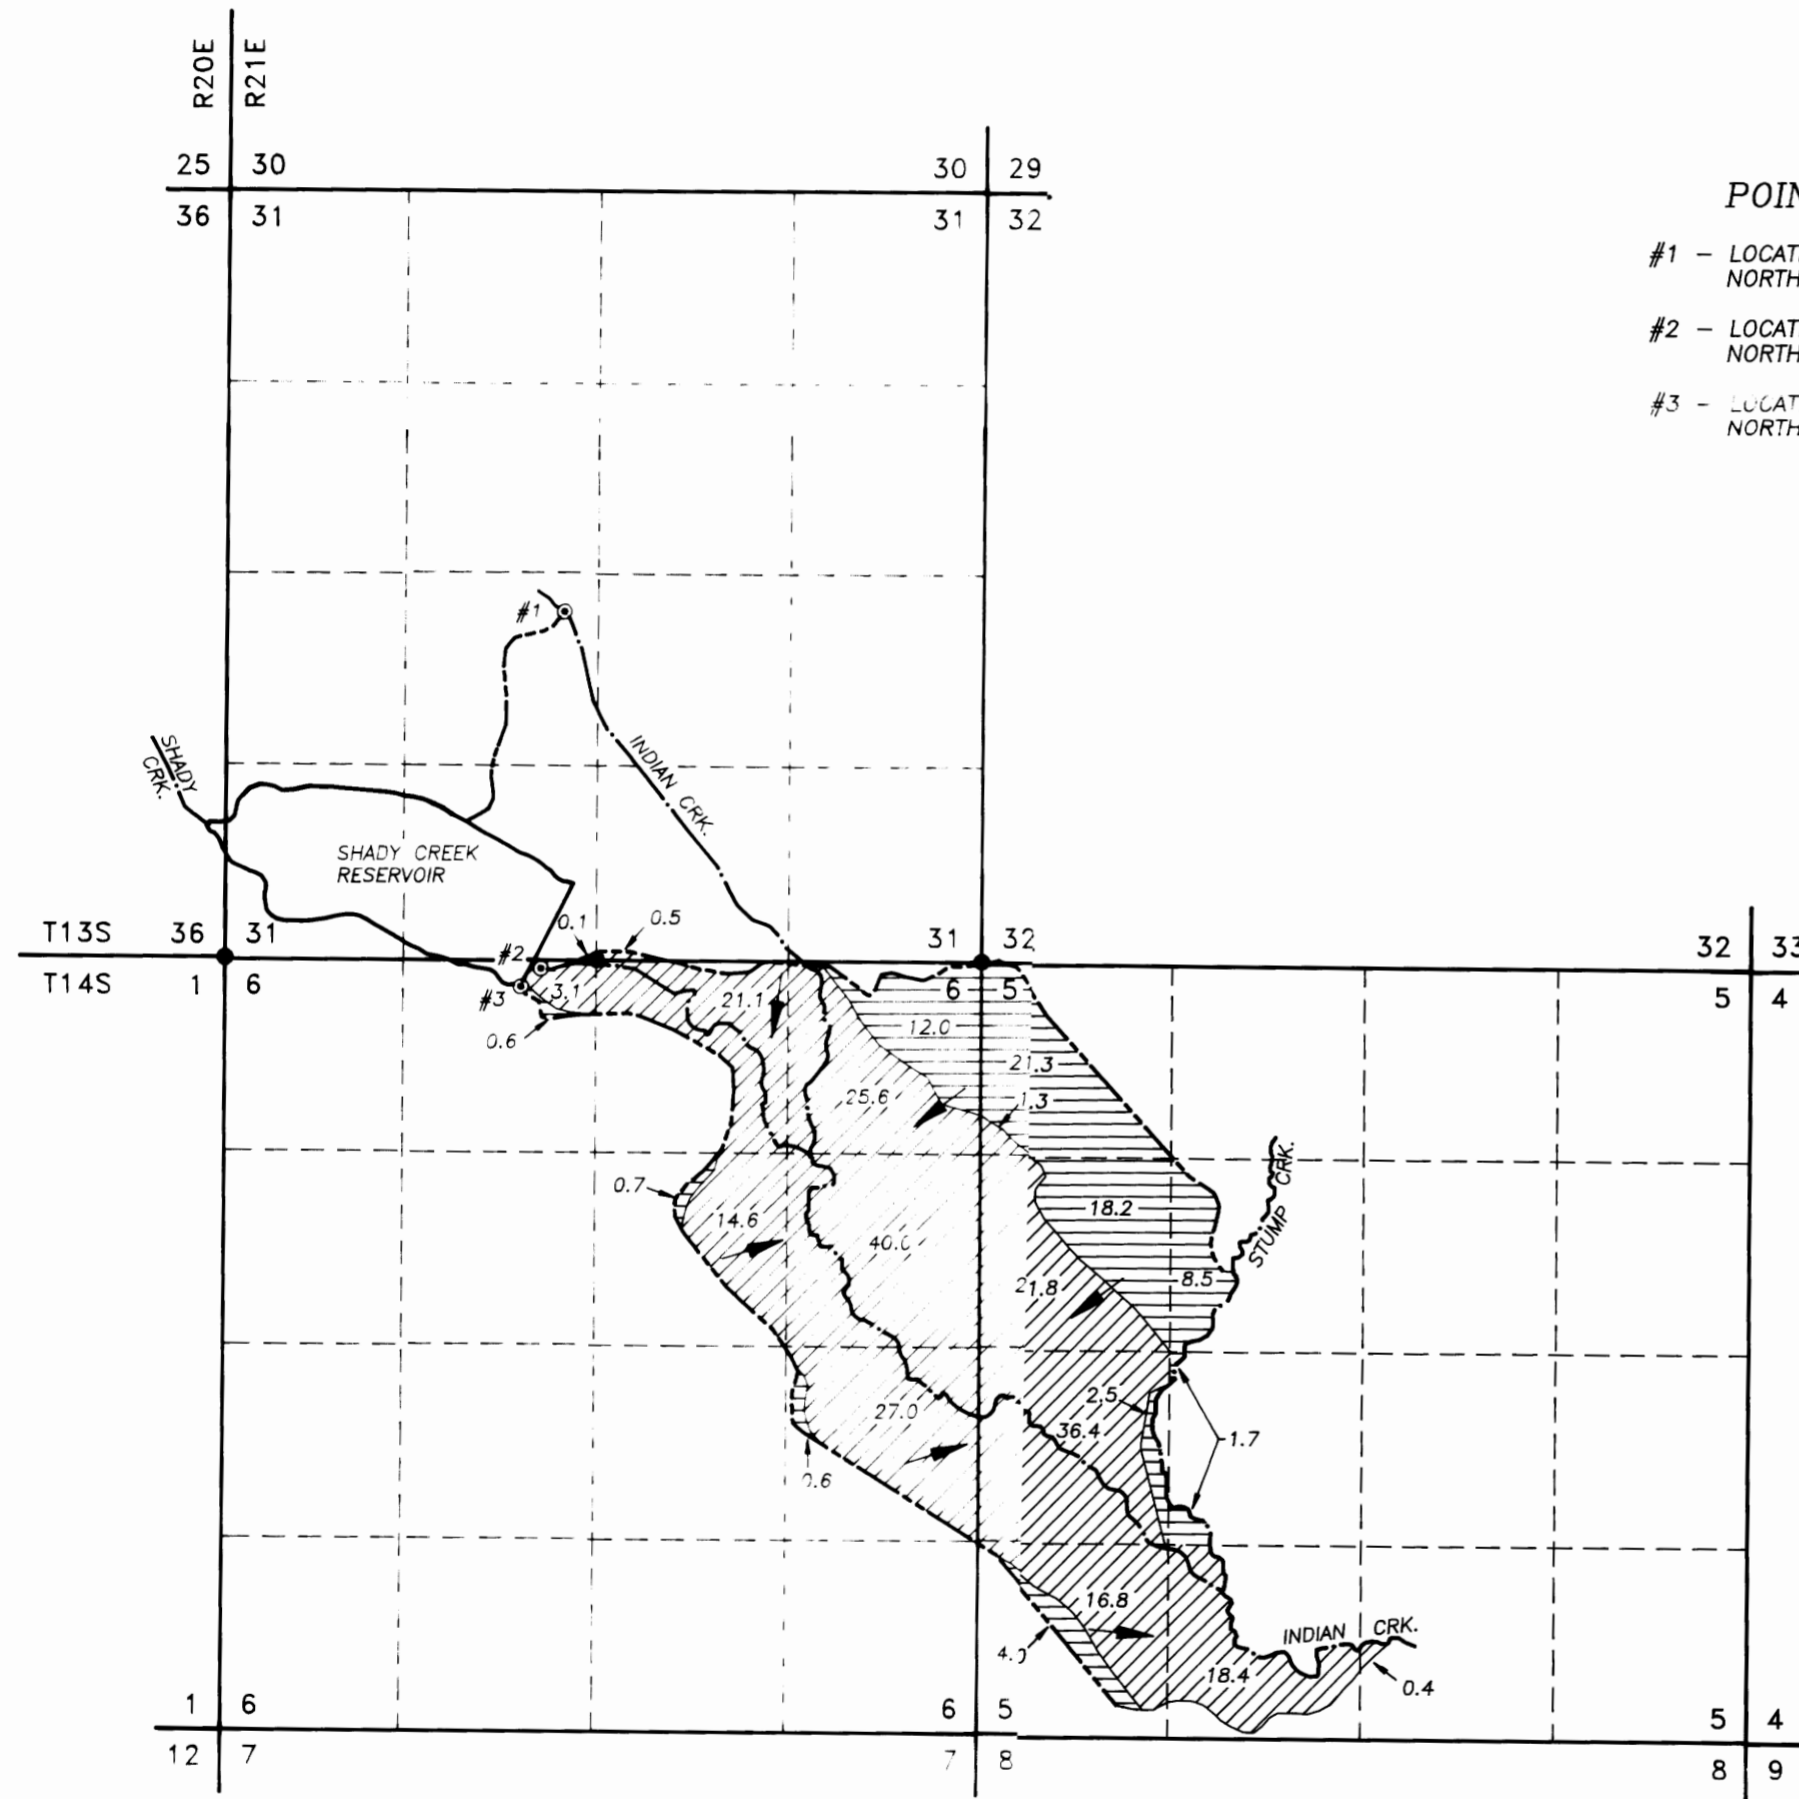 R20E
R21E
25 30
30 29
36 31
31 32
POIN
#1 – LOCAT
NORTH
#2 – LOCAT
NORTH
#3 – LOCAT
NORTH
#1
INDIAN CRK.
SHADY
CRK.
SHADY CREEK
RESERVOIR
0.1
0.5
T13S 36 31
31 32
32 33
#2
T14S 1 6
6 5
5 4
#3
3.1
21.1
12.0
0.6
21.3
25.6
1.3
CRK.
STUMP
0.7
18.2
14.6
40.0
21.8
8.5
2.5
27.0
36.4
1.7
0.6
16.8
INDIAN CRK.
4.
18.4
0.4
1 6
6 5
5 4
12 7
7 8
8 9